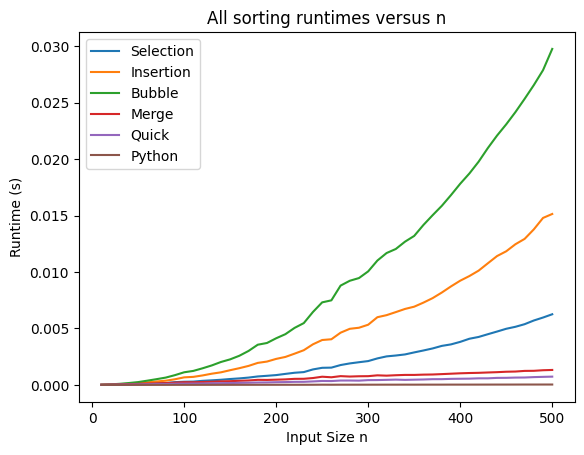 All sorting runtimes versus n
Selection
Insertion
Bubble
Merge
Quick
Python
Runtime (s)
0.030
0.025
0.020
0.015
0.010
0.005
0.000
0
100
200
300
400
500
Input Size n